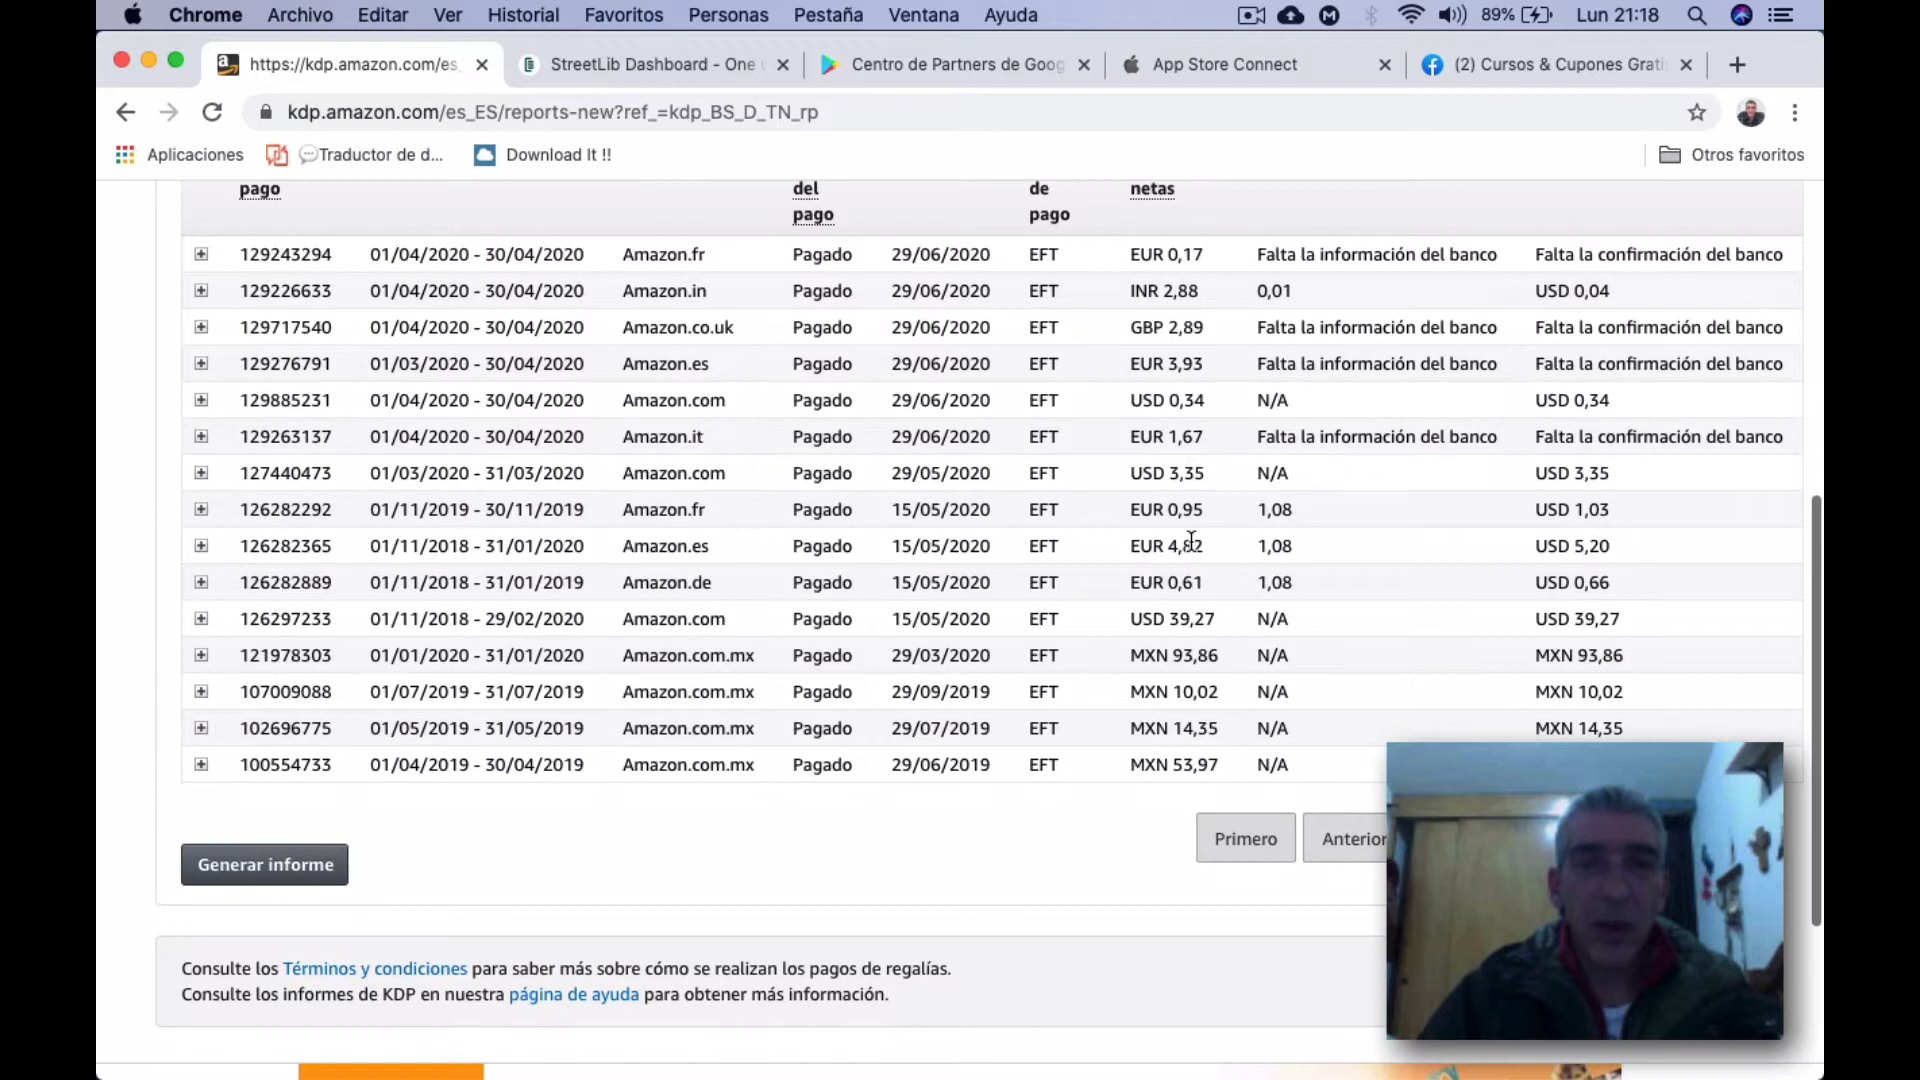 Chrome Archivo Editar Ver Historial Favoritos Personas Pestaña Ventana Ayuda 89% Lun 21:18
https://kdp.amazon.com/es_ StreetLib Dashboard - One Centro de Partners de Goog App Store Connect (2) Cursos & Cupones Grati
kdp.amazon.com/es_ES/reports-new?ref_=kdp_BS_D_TN_rp
Aplicaciones Traductor de d... Download It !! Otros favoritos
pago del de netas
pago pago
129243294 01/04/2020 - 30/04/2020 Amazon.fr Pagado 29/06/2020 EFT EUR 0,17 Falta la información del banco Falta la confirmación del banco
129226633 01/04/2020 - 30/04/2020 Amazon.in Pagado 29/06/2020 EFT INR 2,88 0,01 USD 0,04
129717540 01/04/2020 - 30/04/2020 Amazon.co.uk Pagado 29/06/2020 EFT GBP 2,89 Falta la información del banco Falta la confirmación del banco
129276791 01/03/2020 - 30/04/2020 Amazon.es Pagado 29/06/2020 EFT EUR 3,93 Falta la información del banco Falta la confirmación del banco
129885231 01/04/2020 - 30/04/2020 Amazon.com Pagado 29/06/2020 EFT USD 0,34 N/A USD 0,34
129263137 01/04/2020 - 30/04/2020 Amazon.it Pagado 29/06/2020 EFT EUR 1,67 Falta la información del banco Falta la confirmación del banco
127440473 01/03/2020 - 31/03/2020 Amazon.com Pagado 29/05/2020 EFT USD 3,35 N/A USD 3,35
126282292 01/11/2019 - 30/11/2019 Amazon.fr Pagado 15/05/2020 EFT EUR 0,95 1,08 USD 1,03
126282365 01/11/2018 - 31/01/2020 Amazon.es Pagado 15/05/2020 EFT EUR 4,82 1,08 USD 5,20
126282889 01/11/2018 - 31/01/2019 Amazon.de Pagado 15/05/2020 EFT EUR 0,61 1,08 USD 0,66
126297233 01/11/2018 - 29/02/2020 Amazon.com Pagado 15/05/2020 EFT USD 39,27 N/A USD 39,27
121978303 01/01/2020 - 31/01/2020 Amazon.com.mx Pagado 29/03/2020 EFT MXN 93,86 N/A MXN 93,86
107009088 01/07/2019 - 31/07/2019 Amazon.com.mx Pagado 29/09/2019 EFT MXN 10,02 N/A MXN 10,02
102696775 01/05/2019 - 31/05/2019 Amazon.com.mx Pagado 29/07/2019 EFT MXN 14,35 N/A MXN 14,35
100554733 01/04/2019 - 30/04/2019 Amazon.com.mx Pagado 29/06/2019 EFT MXN 53,97 N/A
Primero Anterior
Generar informe
Consulte los Términos y condiciones para saber más sobre cómo se realizan los pagos de regalías.
Consulte los informes de KDP en nuestra página de ayuda para obtener más información.